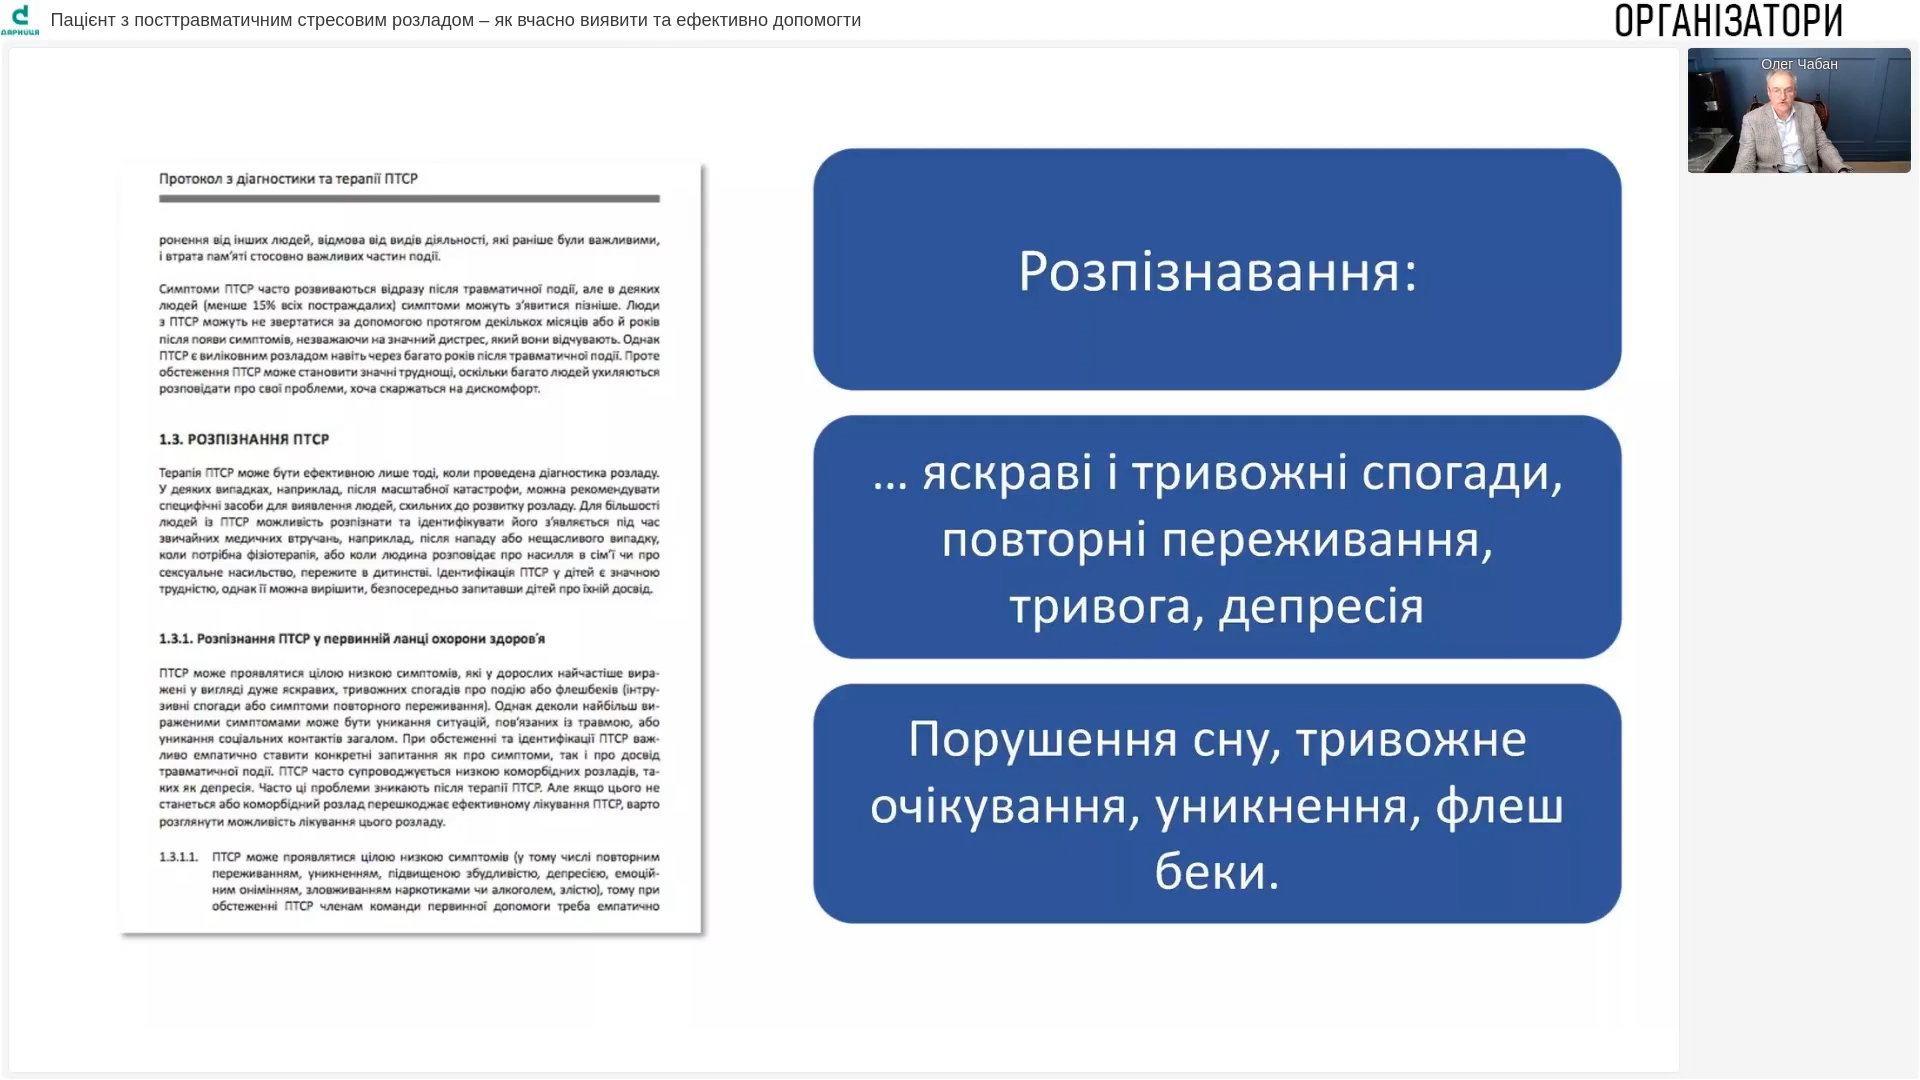 ДАРНИЦЯ
Пацієнт з посттравматичним стресовим розладом – як вчасно виявити та ефективно допомогти
ОРГАНІЗАТОРИ
Олег Чабан
Протокол з діагностики та терапії ПТСР
ронення від інших людей, відмова від видів діяльності, які раніше були важливими,
і втрата пам’яті стосовно важливих частин події.
Симптоми ПТСР часто розвиваються відразу після травматичної події, але в деяких
людей (менше 15% всіх постраждалих) симптоми можуть з’явитися пізніше. Люди
з ПТСР можуть не звертатися за допомогою протягом декількох місяців або й років
після появи симптомів, незважаючи на значний дистрес, який вони відчувають. Однак
ПТСР є виліковним розладом навіть через багато років після травматичної події. Проте
обстеження ПТСР може становити значні труднощі, оскільки багато людей ухиляються
розповідати про свої проблеми, хоча скаржаться на дискомфорт.
1.3. РОЗПІЗНАННЯ ПТСР
Терапія ПТСР може бути ефективною лише тоді, коли проведена діагностика розладу.
У деяких випадках, наприклад, після масштабної катастрофи, можна рекомендувати
специфічні засоби для виявлення людей, схильних до розвитку розладу. Для більшості
людей із ПТСР можливість розпізнати та ідентифікувати його з’являється під час
звичайних медичних втручань, наприклад, після нападу або нещасливого випадку,
коли потрібна фізіотерапія, або коли людина розповідає про насилля в сім’ї чи про
сексуальне насильство, пережите в дитинстві. Ідентифікація ПТСР у дітей є значною
трудністю, однак її можна вирішити, безпосередньо запитавши дітей про їхній досвід.
1.3.1. Розпізнання ПТСР у первинній ланці охорони здоров’я
ПТСР може проявлятися цілою низкою симптомів, які у дорослих найчастіше вира-
жені у вигляді дуже яскравих, тривожних спогадів про подію або флешбеків (інтру-
зивні спогади або симптоми повторного переживання). Однак деколи найбільш ви-
раженими симптомами може бути уникання ситуацій, пов’язаних із травмою, або
уникання соціальних контактів загалом. При обстеженні та ідентифікації ПТСР важ-
ливо емпатично ставити конкретні запитання як про симптоми, так і про досвід
травматичної події. ПТСР часто супроводжується низкою коморбідних розладів, та-
ких як депресія. Часто ці проблеми зникають після терапії ПТСР. Але якщо цього не
станеться або коморбідний розлад перешкоджає ефективному лікування ПТСР, варто
розглянути можливість лікування цього розладу.
1.3.1.1. ПТСР може проявлятися цілою низкою симптомів (у тому числі повторним
переживанням, уникненням, підвищеною збудливістю, депресією, емоцій-
ним онімінням, зловживанням наркотиками чи алкоголем, злістю), тому при
обстеженні ПТСР членам команди первинної допомоги треба емпатично
Розпізнавання:
... яскраві і тривожні спогади,
повторні переживання,
тривога, депресія
Порушення сну, тривожне
очікування, уникнення, флеш
беки.